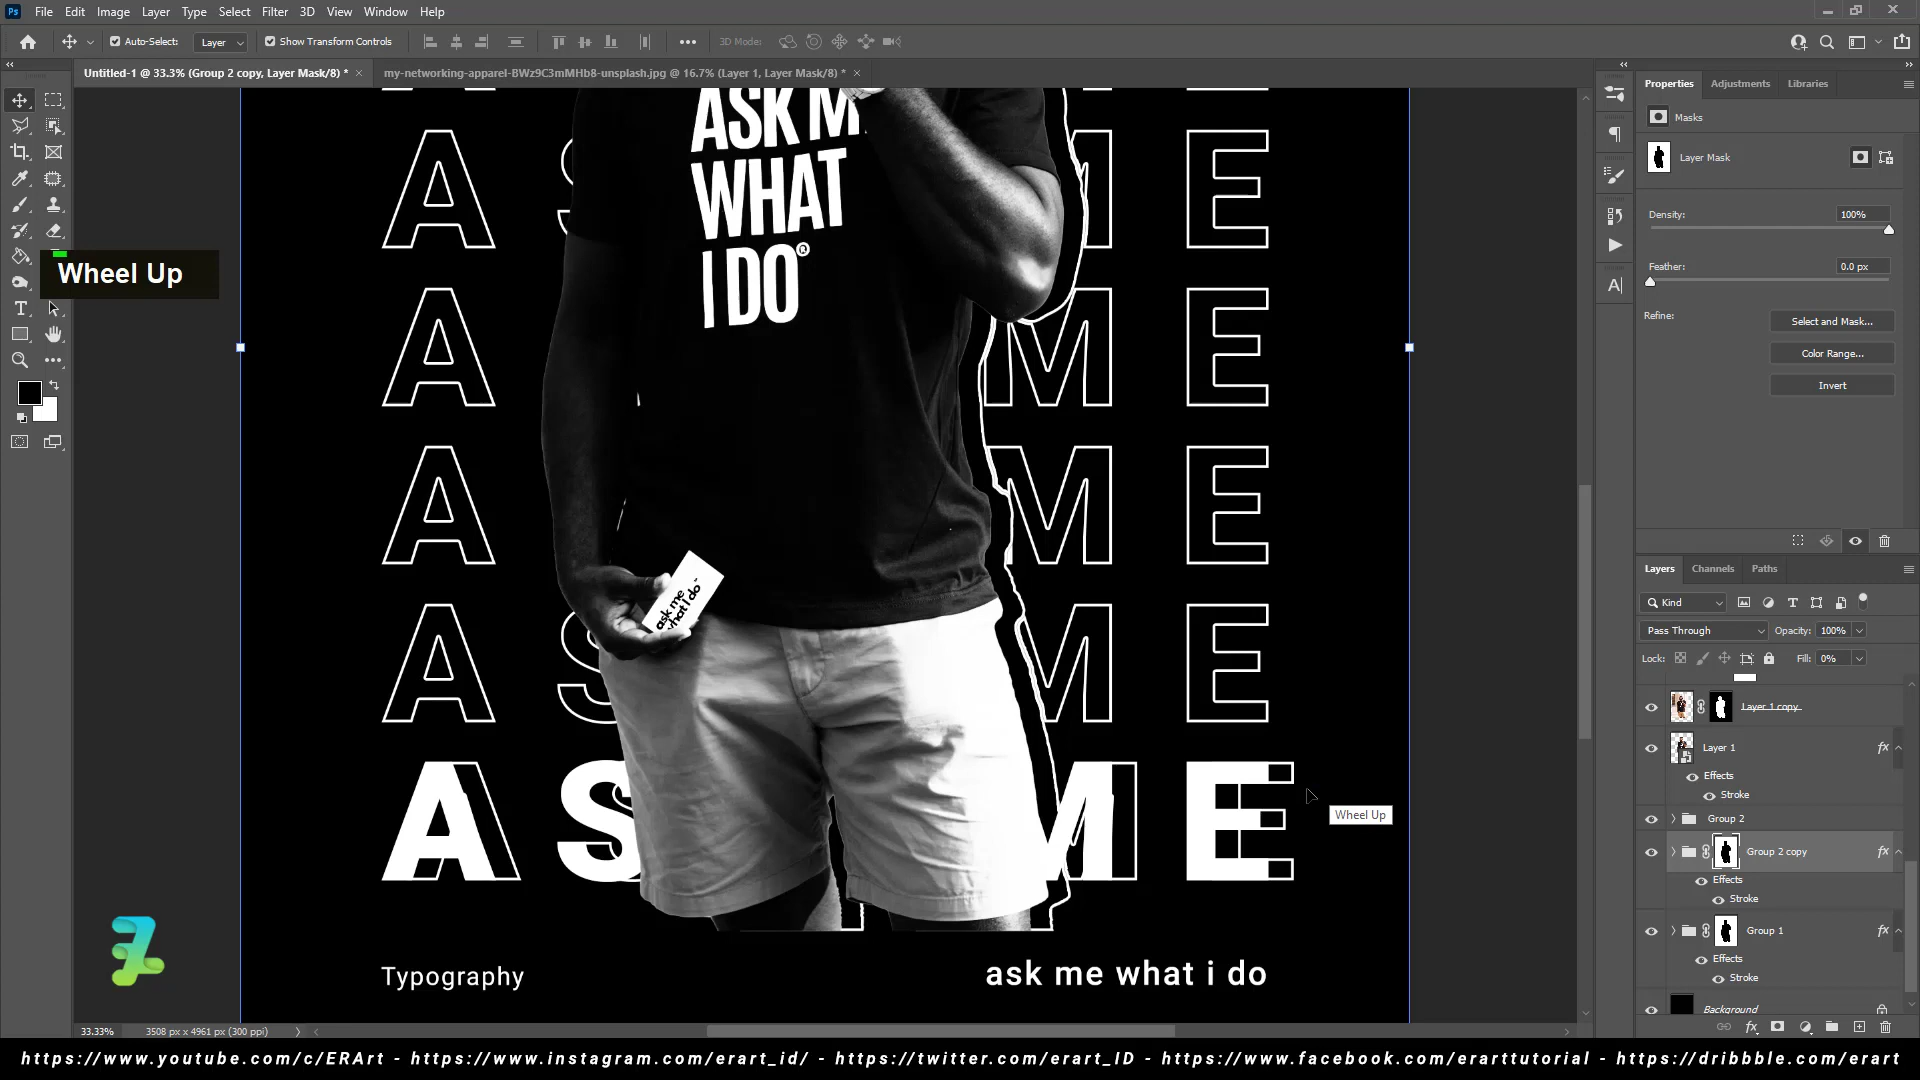 Ps File Edit Image Layer Type Select Filter 3D View Window Help
Auto-Select: Layer Show Transform Controls 3D Mode:
Untitled-1 @ 33.3% (Group 2 copy, Layer Mask/8) * × my-networking-apparel-BWz9C3mMHb8-unsplash.jpg @ 16.7% (Layer 1, Layer Mask/8) * ×
Properties Adjustments Libraries
Masks
Layer Mask
Density: 100%
Feather: 0.0 px
Refine: Select and Mask...
Color Range...
Invert
Wheel Up
ASK M
WHAT
I DO®
A S M E
A M E
A M E
A S M E
A S M E
ask me
what I do™
Wheel Up
Typography ask me what i do
Layers Channels Paths
Kind
Pass Through Opacity: 100%
Lock: Fill: 0%
Layer 1 copy
Layer 1 fx
Effects
Stroke
Group 2
Group 2 copy fx
Effects
Stroke
Group 1 fx
Effects
Stroke
Background
33.33% 3508 px x 4961 px (300 ppi)
https://www.youtube.com/c/ERArt - https://www.instagram.com/erart_id/ - https://twitter.com/erart_ID - https://www.facebook.com/erarttutorial - https://dribbble.com/erart